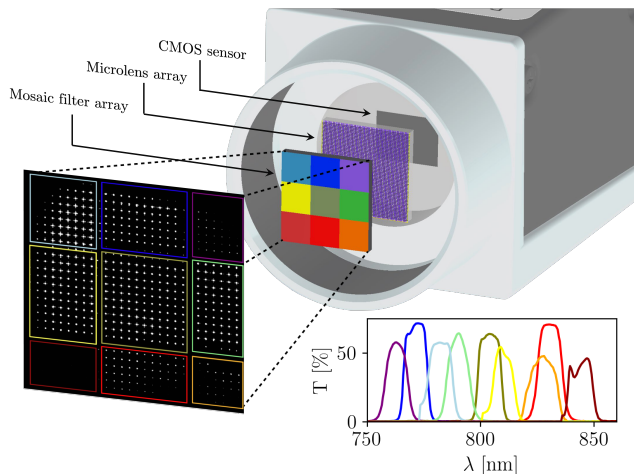 CMOS sensor
Microlens array
Mosaic filter array
T [%]
50
0
750
800
850
λ [nm]